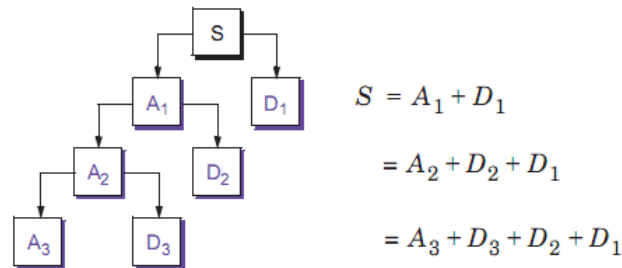 S
A₁ D₁
S = A₁ + D₁
A₂ D₂
= A₂ + D₂ + D₁
A₃ D₃
= A₃ + D₃ + D₂ + D₁